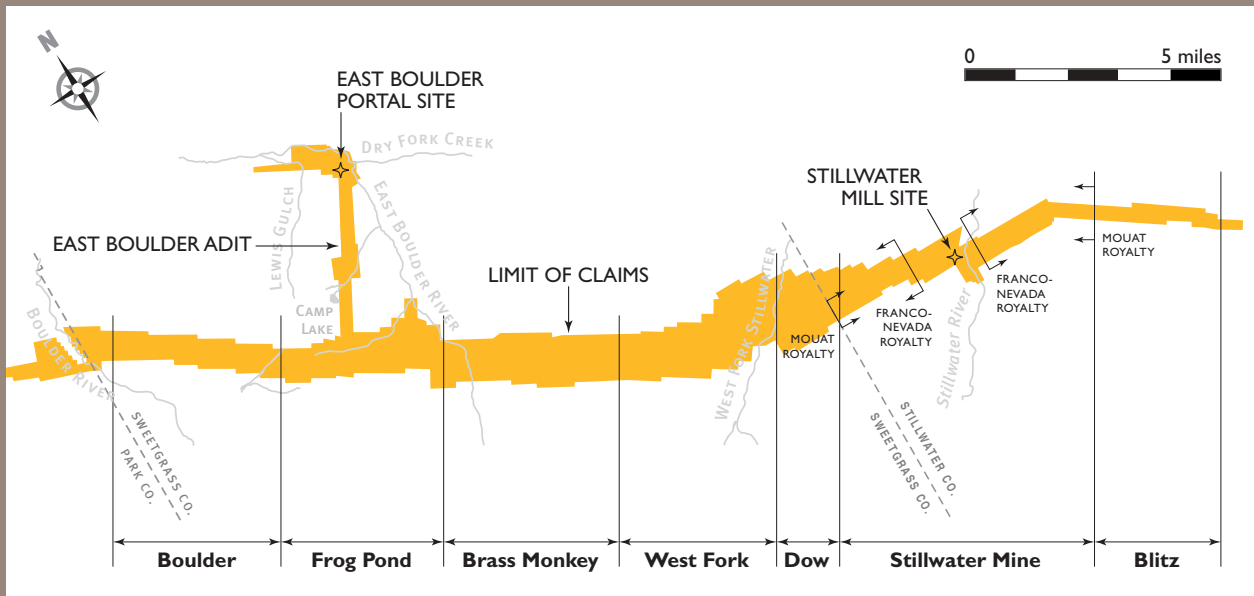 N
0 5 miles
EAST BOULDER
PORTAL SITE
DRY FORK CREEK
STILLWATER
MILL SITE
LEWIS GULCH
EAST BOULDER RIVER
EAST BOULDER ADIT
MOUAT
ROYALTY
LIMIT OF CLAIMS
WEST FORK STILLWATER
FRANCO-
NEVADA
ROYALTY
CAMP
LAKE
BOULDER RIVER
FRANCO-
NEVADA
ROYALTY
MOUAT
ROYALTY
Stillwater River
SWEETGRASS CO.
PARK CO.
STILLWATER CO.
SWEETGRASS CO.
Boulder Frog Pond Brass Monkey West Fork Dow Stillwater Mine Blitz